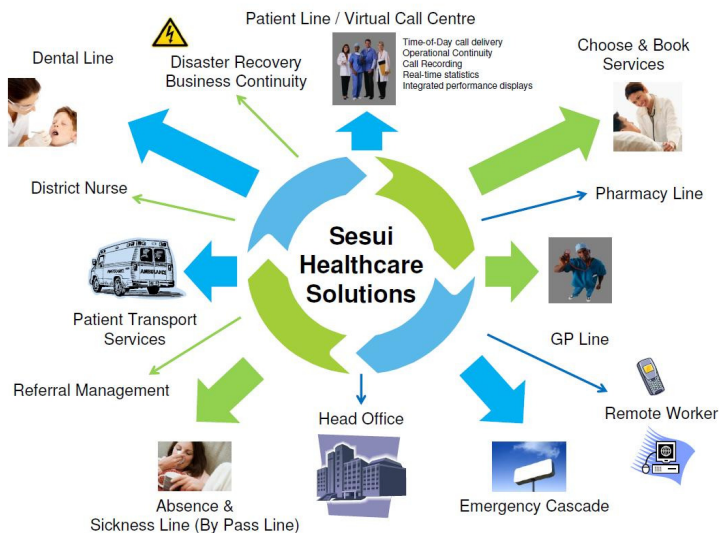 Patient Line / Virtual Call Centre
Time-of-Day call delivery
Operational Continuity
Call Recording
Real-time statistics
Integrated performance displays
Dental Line
Disaster Recovery
Business Continuity
Choose & Book
Services
District Nurse
Pharmacy Line
Sesui
Healthcare
Solutions
AMBULANCE
Patient Transport
Services
GP Line
Referral Management
Head Office
Remote Worker
Absence &
Sickness Line (By Pass Line)
Emergency Cascade